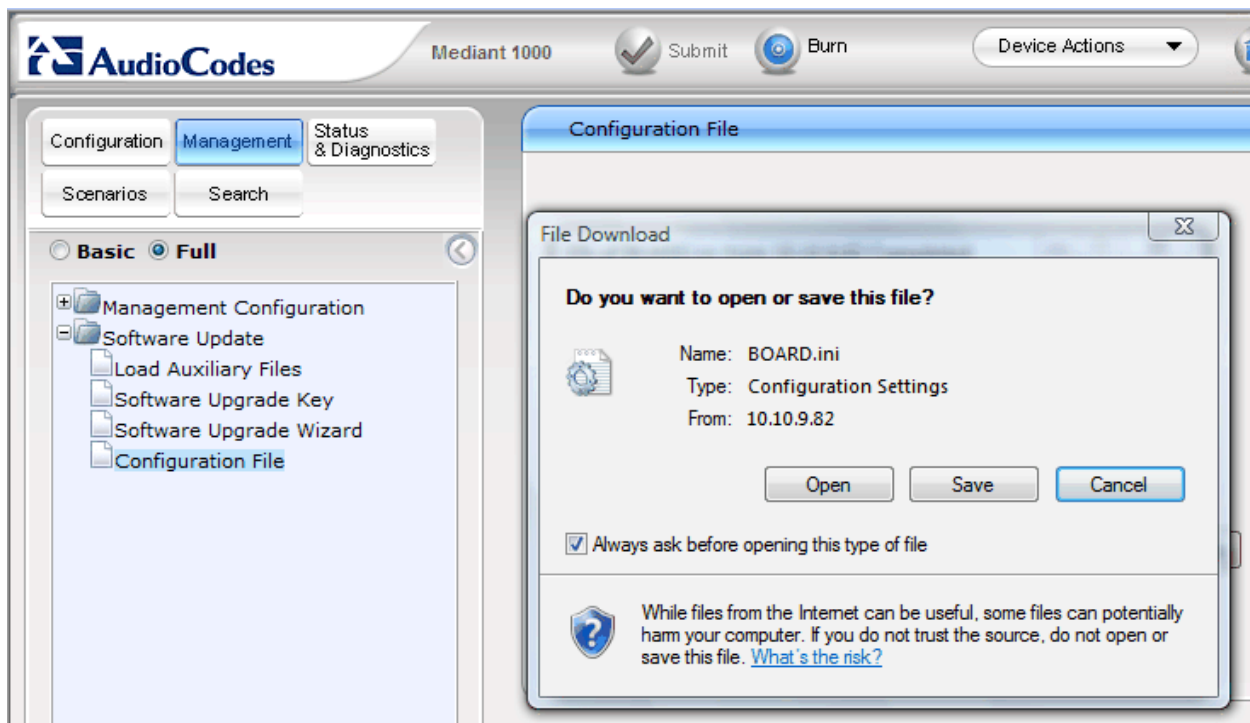 AudioCodes
Mediant 1000
Submit
Burn
Device Actions
Configuration
Management
Status
& Diagnostics
Scenarios
Search
Basic
Full
Management Configuration
Software Update
Load Auxiliary Files
Software Upgrade Key
Software Upgrade Wizard
Configuration File
Configuration File
File Download
Do you want to open or save this file?
Name: BOARD.ini
Type: Configuration Settings
From: 10.10.9.82
Open
Save
Cancel
Always ask before opening this type of file
While files from the Internet can be useful, some files can potentially
harm your computer. If you do not trust the source, do not open or
save this file. What's the risk?